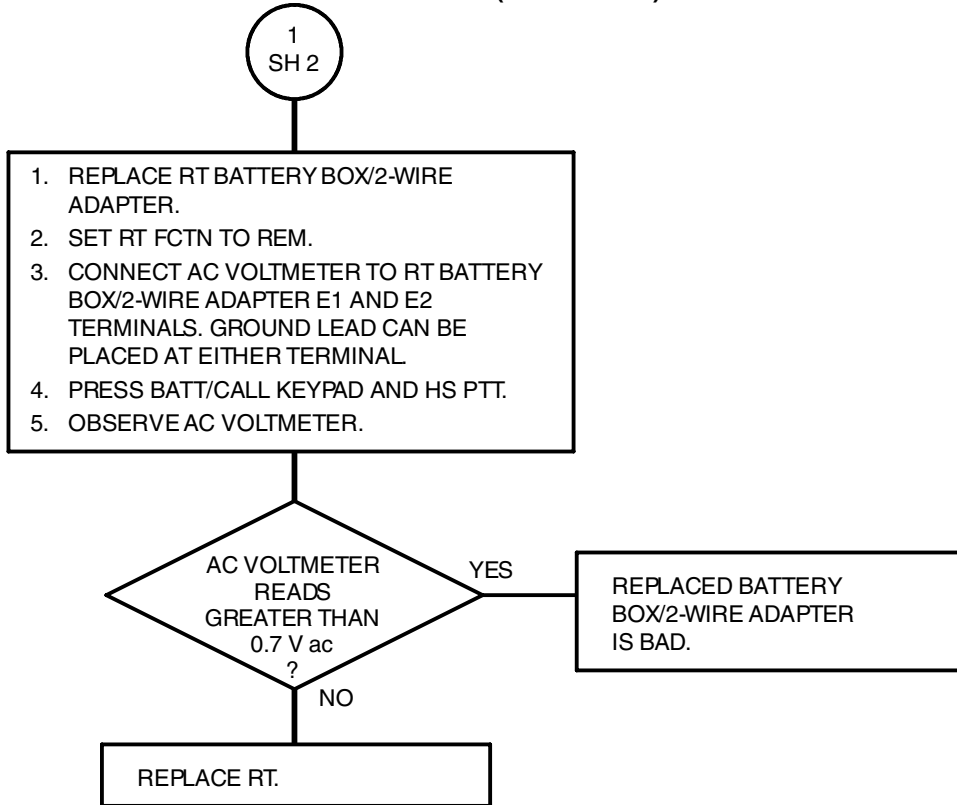 1
SH 2
1. REPLACE RT BATTERY BOX/2-WIRE
ADAPTER.
2. SET RT FCTN TO REM.
3. CONNECT AC VOLTMETER TO RT BATTERY
BOX/2-WIRE ADAPTER E1 AND E2
TERMINALS. GROUND LEAD CAN BE
PLACED AT EITHER TERMINAL.
4. PRESS BATT/CALL KEYPAD AND HS PTT.
5. OBSERVE AC VOLTMETER.
AC VOLTMETER
READS
GREATER THAN
0.7 V ac
?
YES
REPLACED BATTERY
BOX/2-WIRE ADAPTER
IS BAD.
NO
REPLACE RT.